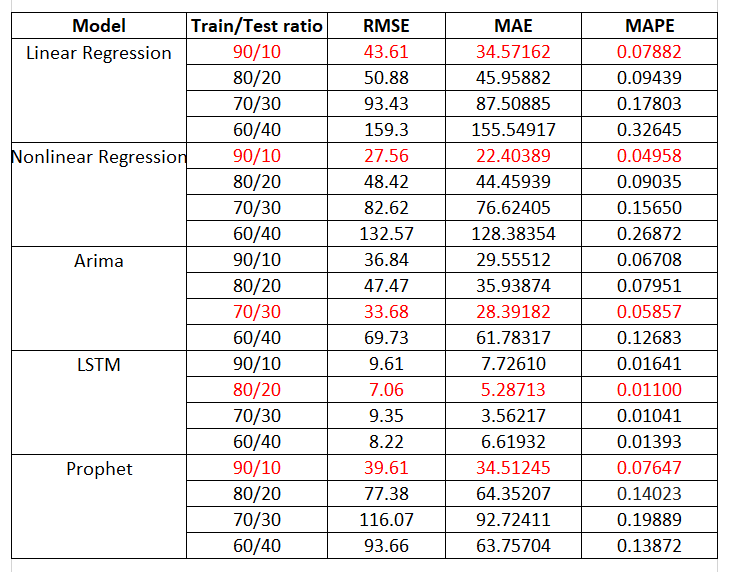 Model Train/Test ratio RMSE MAE MAPE
Linear Regression 90/10 43.61 34.57162 0.07882
80/20 50.88 45.95882 0.09439
70/30 93.43 87.50885 0.17803
60/40 159.3 155.54917 0.32645
Nonlinear Regression 90/10 27.56 22.40389 0.04958
80/20 48.42 44.45939 0.09035
70/30 82.62 76.62405 0.15650
60/40 132.57 128.38354 0.26872
Arima 90/10 36.84 29.55512 0.06708
80/20 47.47 35.93874 0.07951
70/30 33.68 28.39182 0.05857
60/40 69.73 61.78317 0.12683
LSTM 90/10 9.61 7.72610 0.01641
80/20 7.06 5.28713 0.01100
70/30 9.35 3.56217 0.01041
60/40 8.22 6.61932 0.01393
Prophet 90/10 39.61 34.51245 0.07647
80/20 77.38 64.35207 0.14023
70/30 116.07 92.72411 0.19889
60/40 93.66 63.75704 0.13872